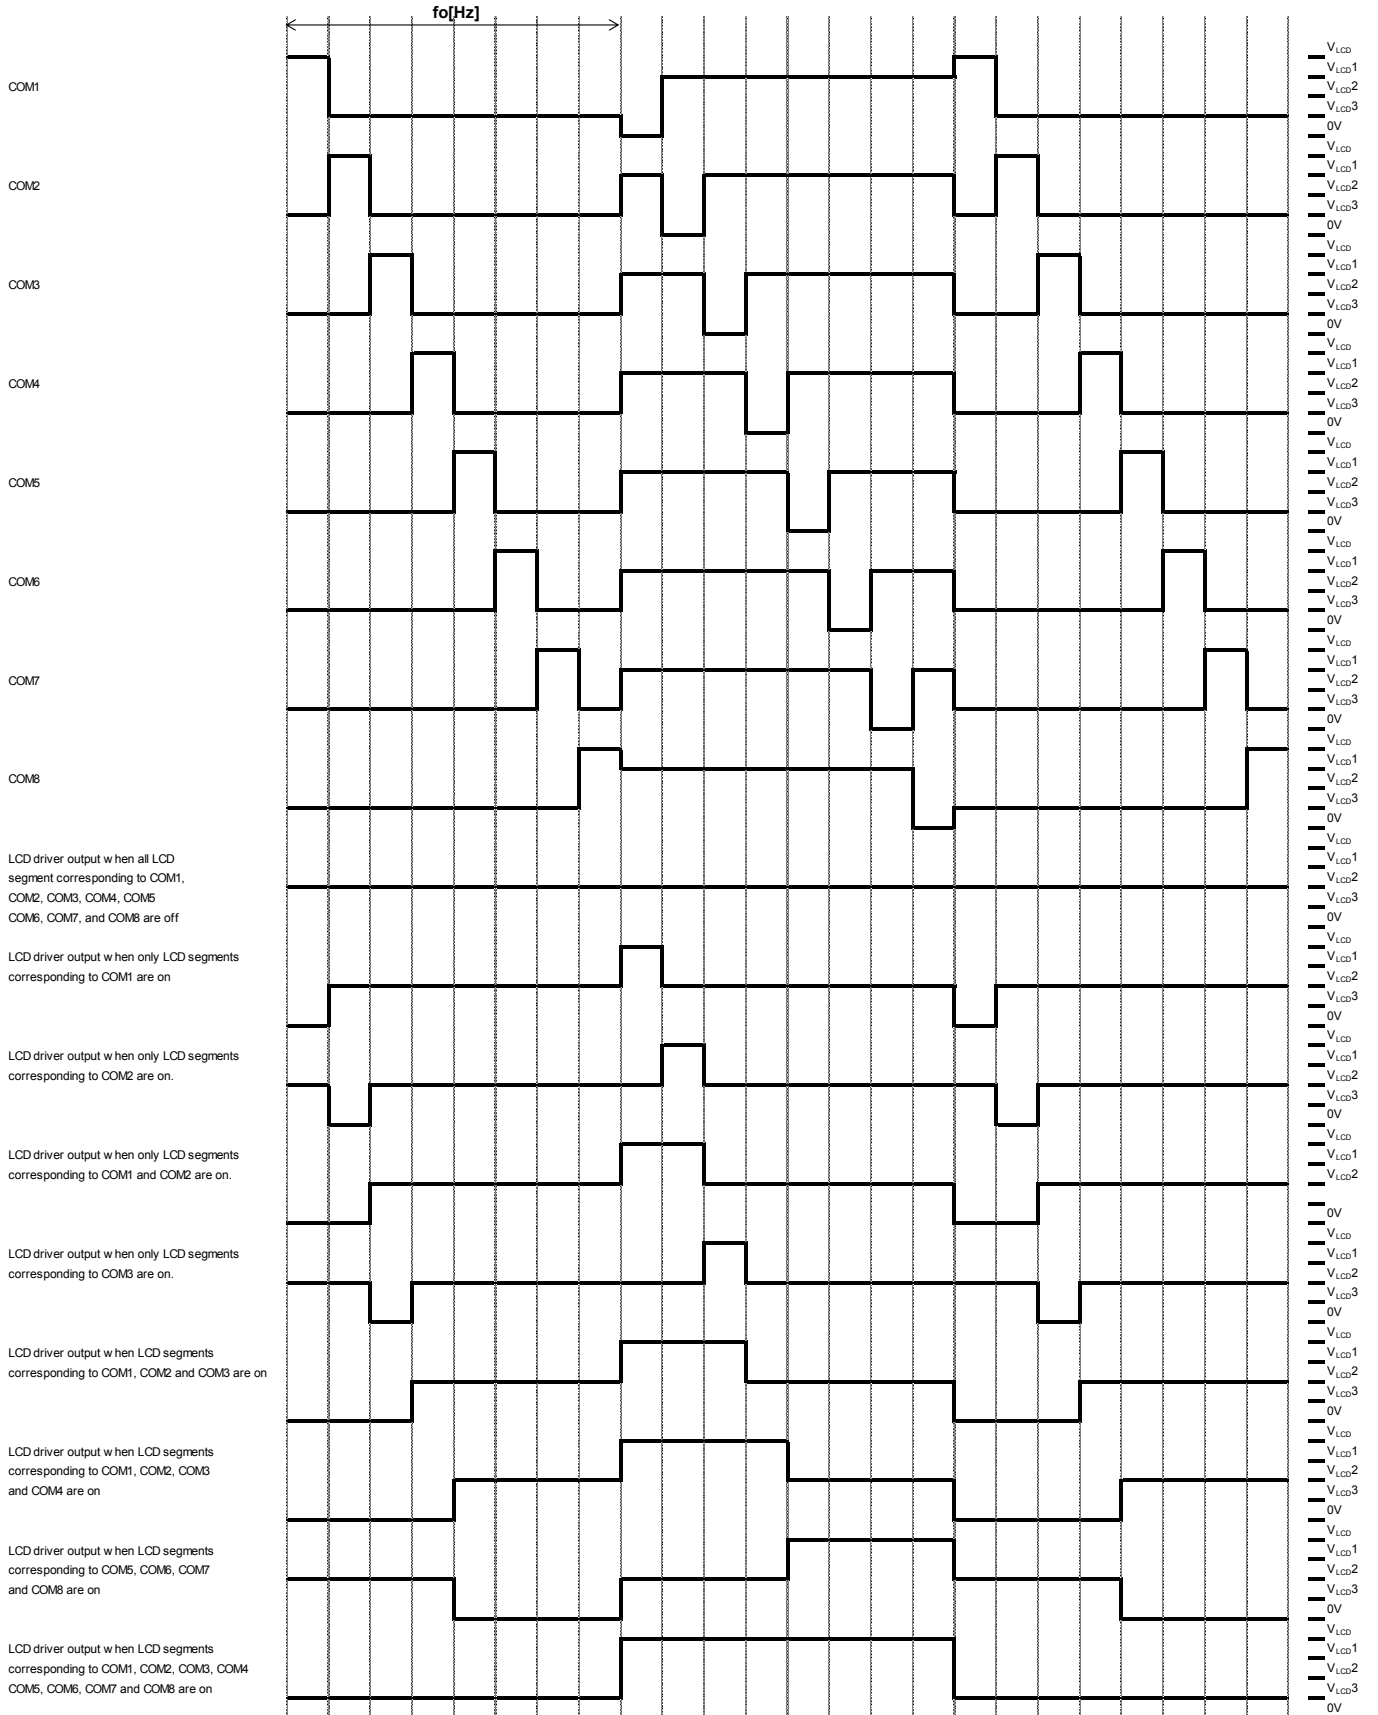 fo[Hz]
COM1
VLCD
VLCD1
VLCD2
VLCD3
0V
COM2
VLCD
VLCD1
VLCD2
VLCD3
0V
COM3
VLCD
VLCD1
VLCD2
VLCD3
0V
COM4
VLCD
VLCD1
VLCD2
VLCD3
0V
COM5
VLCD
VLCD1
VLCD2
VLCD3
0V
COM6
VLCD
VLCD1
VLCD2
VLCD3
0V
COM7
VLCD
VLCD1
VLCD2
VLCD3
0V
COM8
VLCD
VLCD1
VLCD2
VLCD3
0V
LCD driver output when all LCD
segment corresponding to COM1,
COM2, COM3, COM4, COM5
COM6, COM7, and COM8 are off
VLCD
VLCD1
VLCD2
VLCD3
0V
LCD driver output when only LCD segments
corresponding to COM1 are on
VLCD
VLCD1
VLCD2
VLCD3
0V
LCD driver output when only LCD segments
corresponding to COM2 are on.
VLCD
VLCD1
VLCD2
VLCD3
0V
LCD driver output when only LCD segments
corresponding to COM1 and COM2 are on.
VLCD
VLCD1
VLCD2
0V
LCD driver output when only LCD segments
corresponding to COM3 are on.
VLCD
VLCD1
VLCD2
VLCD3
0V
LCD driver output when LCD segments
corresponding to COM1, COM2 and COM3 are on
VLCD
VLCD1
VLCD2
VLCD3
0V
LCD driver output when LCD segments
corresponding to COM1, COM2, COM3
and COM4 are on
VLCD
VLCD1
VLCD2
VLCD3
0V
LCD driver output when LCD segments
corresponding to COM5, COM6, COM7
and COM8 are on
VLCD
VLCD1
VLCD2
VLCD3
0V
LCD driver output when LCD segments
corresponding to COM1, COM2, COM3, COM4
COM5, COM6, COM7 and COM8 are on
VLCD
VLCD1
VLCD2
VLCD3
0V